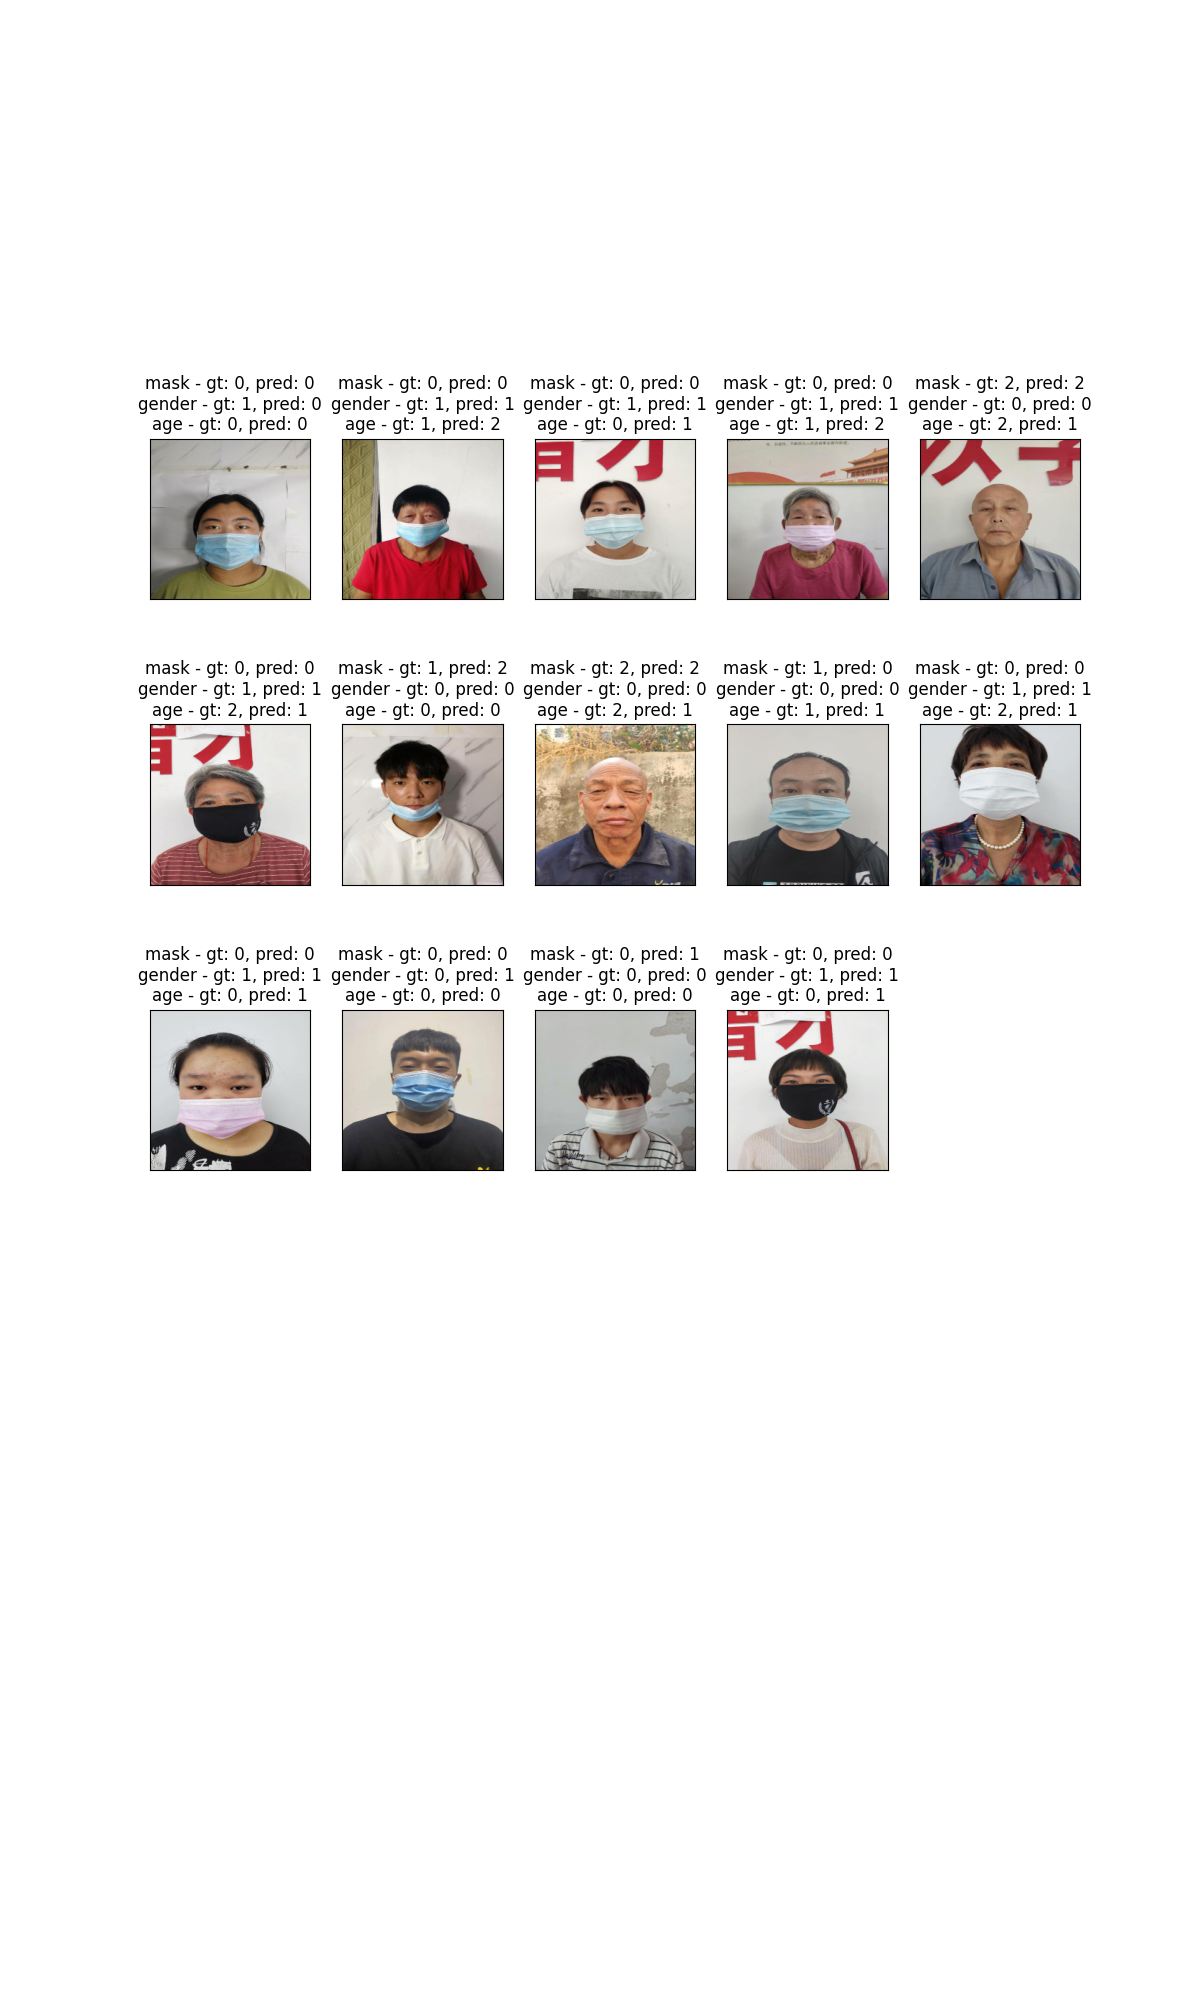 mask - gt: 0, pred: 0
gender - gt: 1, pred: 0
age - gt: 0, pred: 0
mask - gt: 0, pred: 0
gender - gt: 1, pred: 1
age - gt: 1, pred: 2
mask - gt: 0, pred: 0
gender - gt: 1, pred: 1
age - gt: 0, pred: 1
mask - gt: 0, pred: 0
gender - gt: 1, pred: 1
age - gt: 1, pred: 2
mask - gt: 2, pred: 2
gender - gt: 0, pred: 0
age - gt: 2, pred: 1
mask - gt: 0, pred: 0
gender - gt: 1, pred: 1
age - gt: 2, pred: 1
mask - gt: 1, pred: 2
gender - gt: 0, pred: 0
age - gt: 0, pred: 0
mask - gt: 2, pred: 2
gender - gt: 0, pred: 0
age - gt: 2, pred: 1
mask - gt: 1, pred: 0
gender - gt: 0, pred: 0
age - gt: 1, pred: 1
mask - gt: 0, pred: 0
gender - gt: 1, pred: 1
age - gt: 2, pred: 1
mask - gt: 0, pred: 0
gender - gt: 1, pred: 1
age - gt: 0, pred: 1
mask - gt: 0, pred: 0
gender - gt: 0, pred: 1
age - gt: 0, pred: 0
mask - gt: 0, pred: 1
gender - gt: 0, pred: 0
age - gt: 0, pred: 0
mask - gt: 0, pred: 0
gender - gt: 1, pred: 1
age - gt: 0, pred: 1